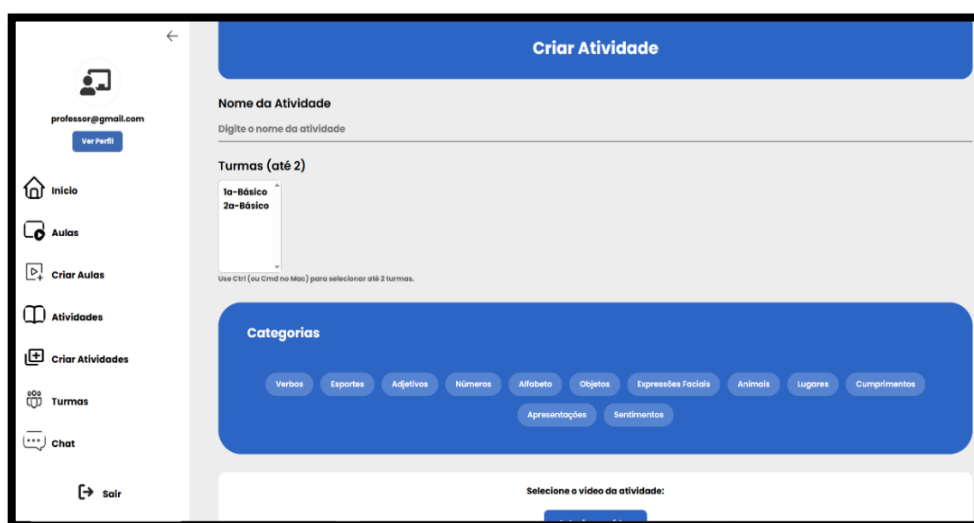 professor@gmail.com
Ver Perfil
Início
Aulas
Criar Aulas
Atividades
Criar Atividades
Turmas
Chat
Sair
Criar Atividade
Nome da Atividade
Digite o nome da atividade
Turmas (até 2)
1a-Básico
2a-Básico
Use Ctrl (ou Cmd no Mac) para selecionar até 2 turmas.
Categorias
Verbos Esportes Adjetivos Números Alfabeto Objetos Expressões Faciais Animais Lugares Cumprimentos
Apresentações Sentimentos
Selecione o vídeo da atividade: